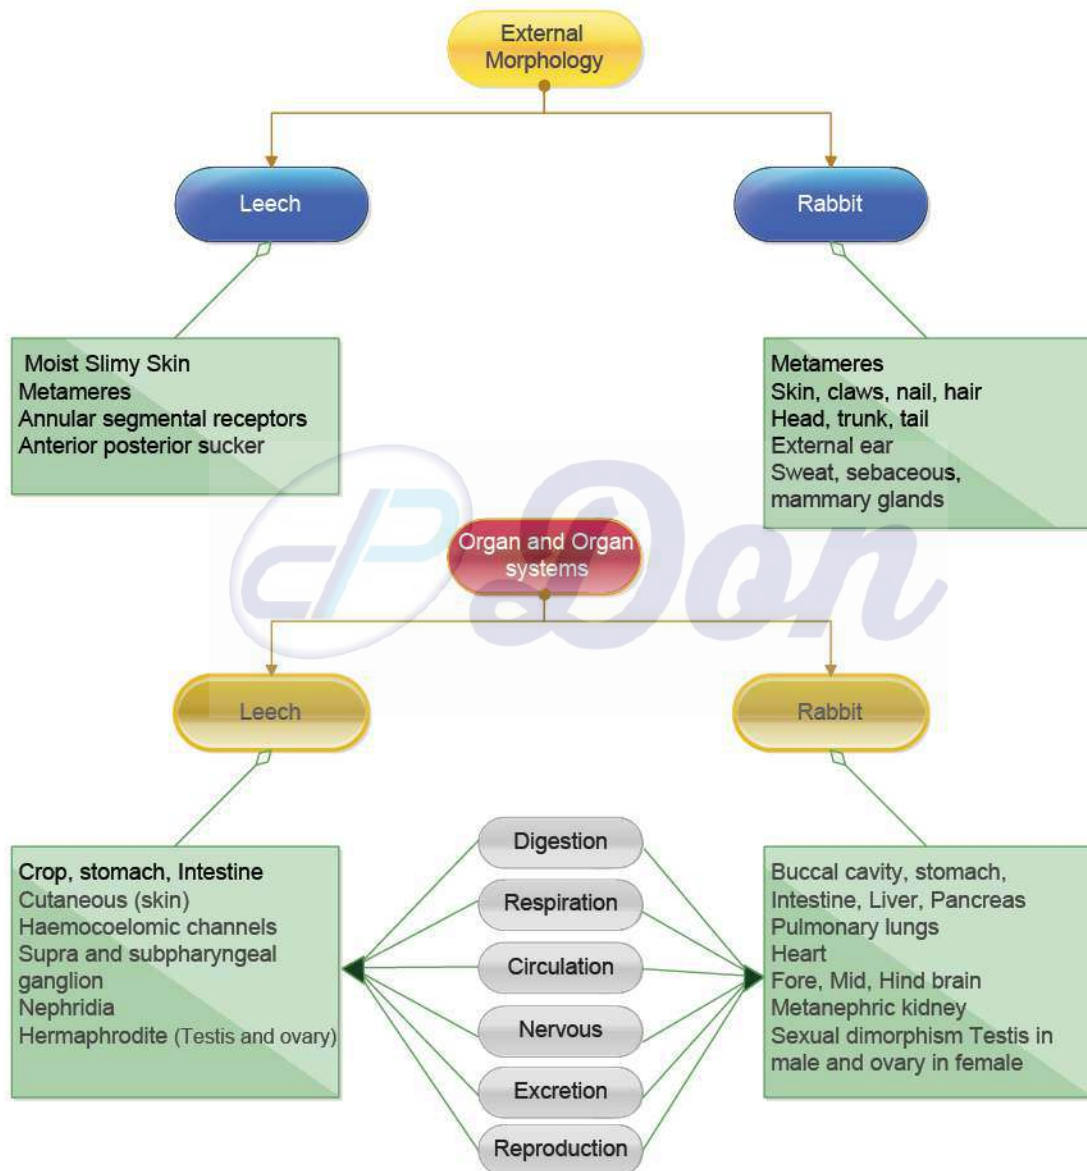 External
Morphology
Leech
Rabbit
Moist Slimy Skin
Metameres
Annular segmental receptors
Anterior posterior sucker
Metameres
Skin, claws, nail, hair
Head, trunk, tail
External ear
Sweat, sebaceous,
mammary glands
Organ and Organ
systems
Don
Leech
Rabbit
Crop, stomach, Intestine
Cutaneous (skin)
Haemocoelomic channels
Supra and subpharyngeal
ganglion
Nephridia
Hermaphrodite (Testis and ovary)
Digestion
Respiration
Circulation
Nervous
Excretion
Reproduction
Buccal cavity, stomach,
Intestine, Liver, Pancreas
Pulmonary lungs
Heart
Fore, Mid, Hind brain
Metanephric kidney
Sexual dimorphism Testis in
male and ovary in female